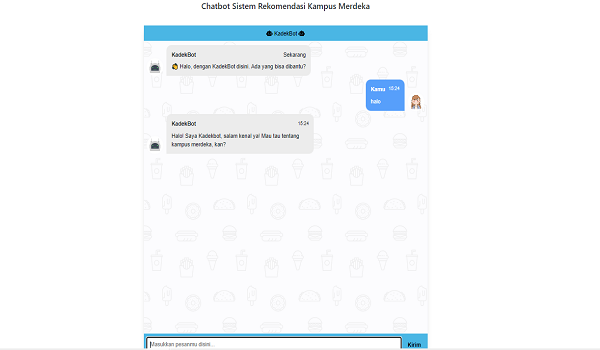 Chatbot Sistem Rekomendasi Kampus Merdeka
KadekBot
KadekBot Sekarang
Halo, dengan KadekBot disini. Ada yang bisa dibantu?
Kamu 15:24
halo
KadekBot 15:24
Halo! Saya Kadekbot, salam kenal ya! Mau tau tentang
kampus merdeka, kan?
Masukkan pesanmu disini... Kirim